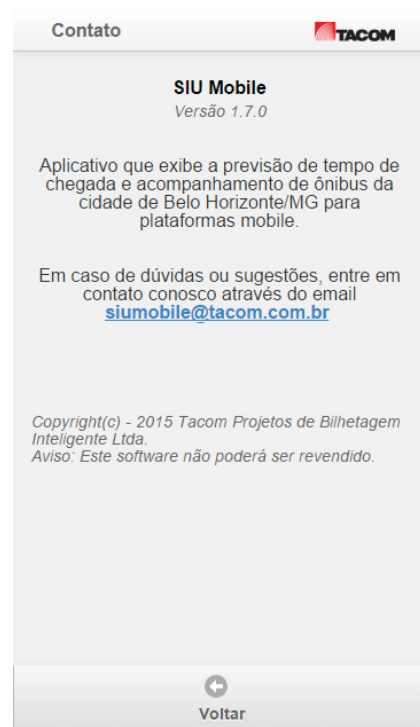 Contato
TACOM
SIU Mobile
Versão 1.7.0
Aplicativo que exibe a previsão de tempo de
chegada e acompanhamento de ônibus da
cidade de Belo Horizonte/MG para
plataformas mobile.
Em caso de dúvidas ou sugestões, entre em
contato conosco através do email
siumobile@tacom.com.br
Copyright(c) - 2015 Tacom Projetos de Bilhetagem
Inteligente Ltda.
Aviso: Este software não poderá ser revendido.
Voltar